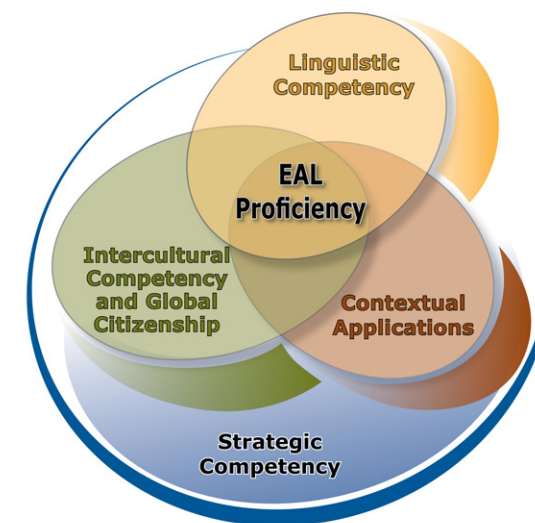 Linguistic
Competency
EAL
Proficiency
Intercultural
Competency
and Global
Citizenship
Contextual
Applications
Strategic
Competency